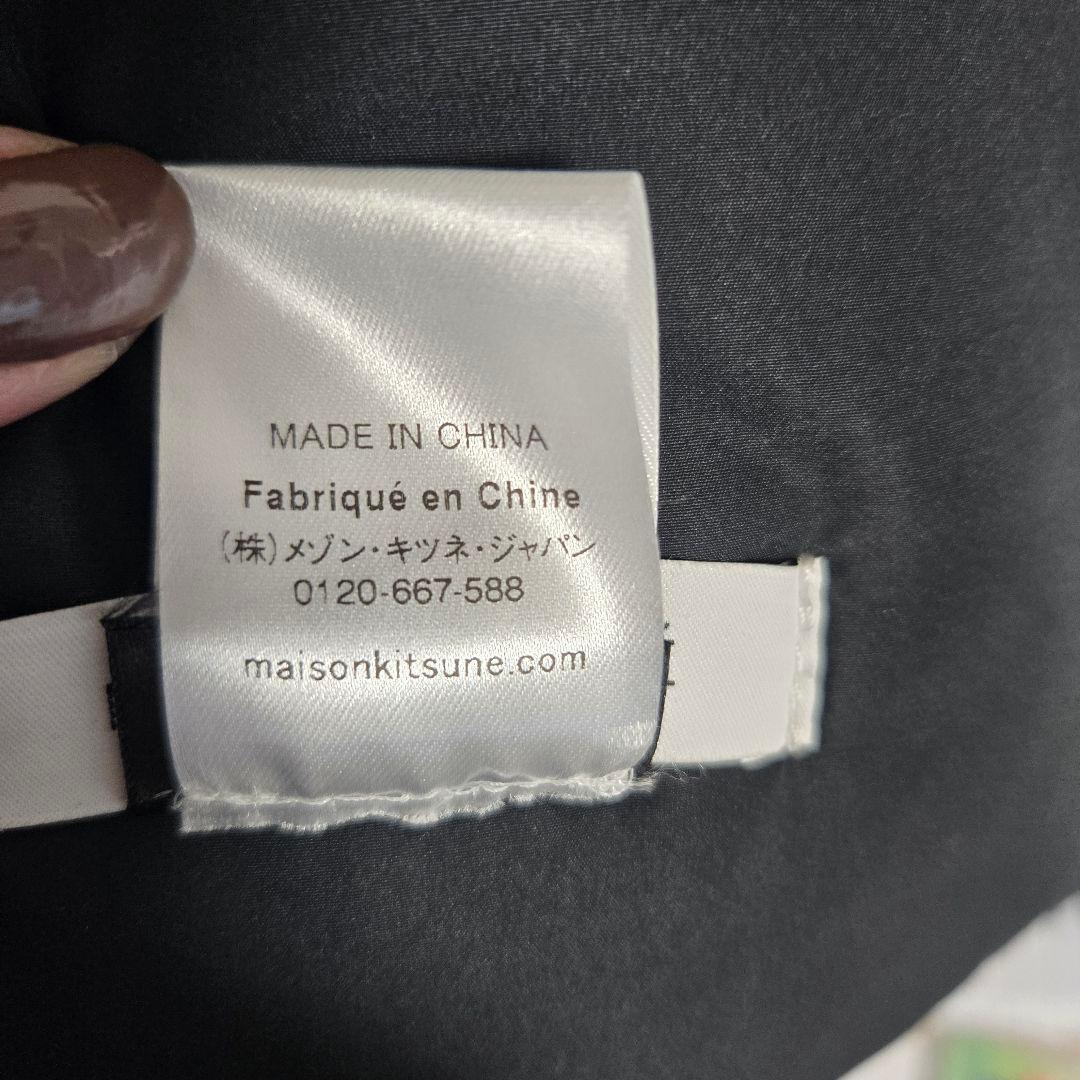 MADE IN CHINA
Fabriqué en Chine
(株)メゾン・キツネ・ジャパン
0120-667-588
maisonkitsune.com